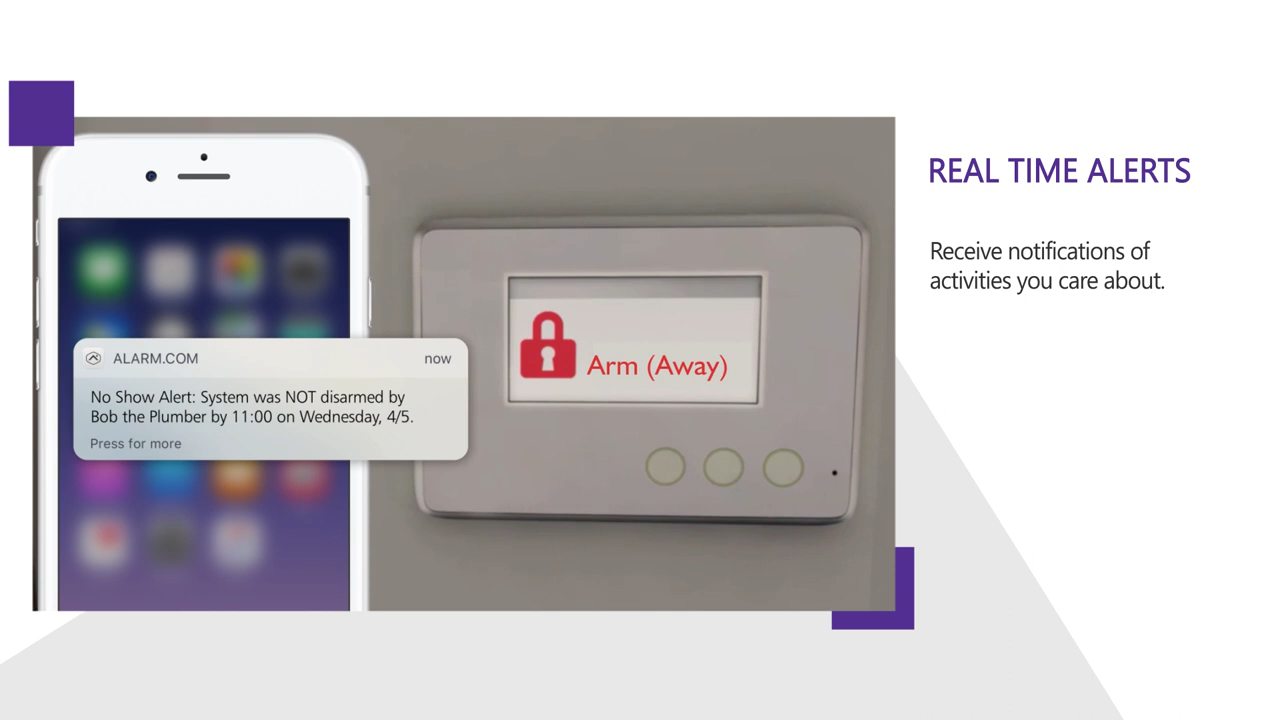 REAL TIME ALERTS
Receive notifications of
activities you care about.
ALARM.COM
now
No Show Alert: System was NOT disarmed by
Bob the Plumber by 11:00 on Wednesday, 4/5.
Press for more
Arm (Away)